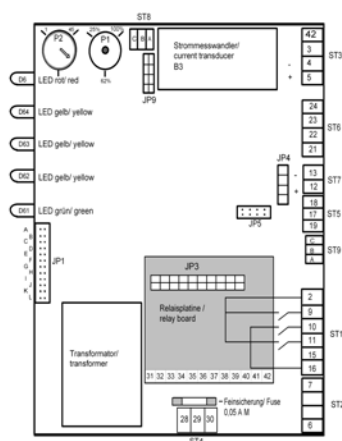 ST8
P2
P1
25%
100%
62%
C B A
JP9
Strommesswandler/
current transducer
B3
-
+
42
3
4
5
ST3
D6
LED rot/ red
D64
LED gelb/ yellow
D63
LED gelb/ yellow
D62
LED gelb/ yellow
D61
LED grün/ green
24
23
22
21
ST6
JP4
-
+
13
12
ST7
18
17
19
ST5
JP5
C
B
A
ST9
A
B
C
D
E
F
G
H
I
J
K
L
JP1
JP3
Relaisplatine /
relay board
31 32 33 34 35 36 37 38 39 40 41 42
2
9
10
11
15
16
ST1
Transformator/
transformer
7
6
ST2
Feinsicherung/ Fuse
0,05 A M
28 29 30